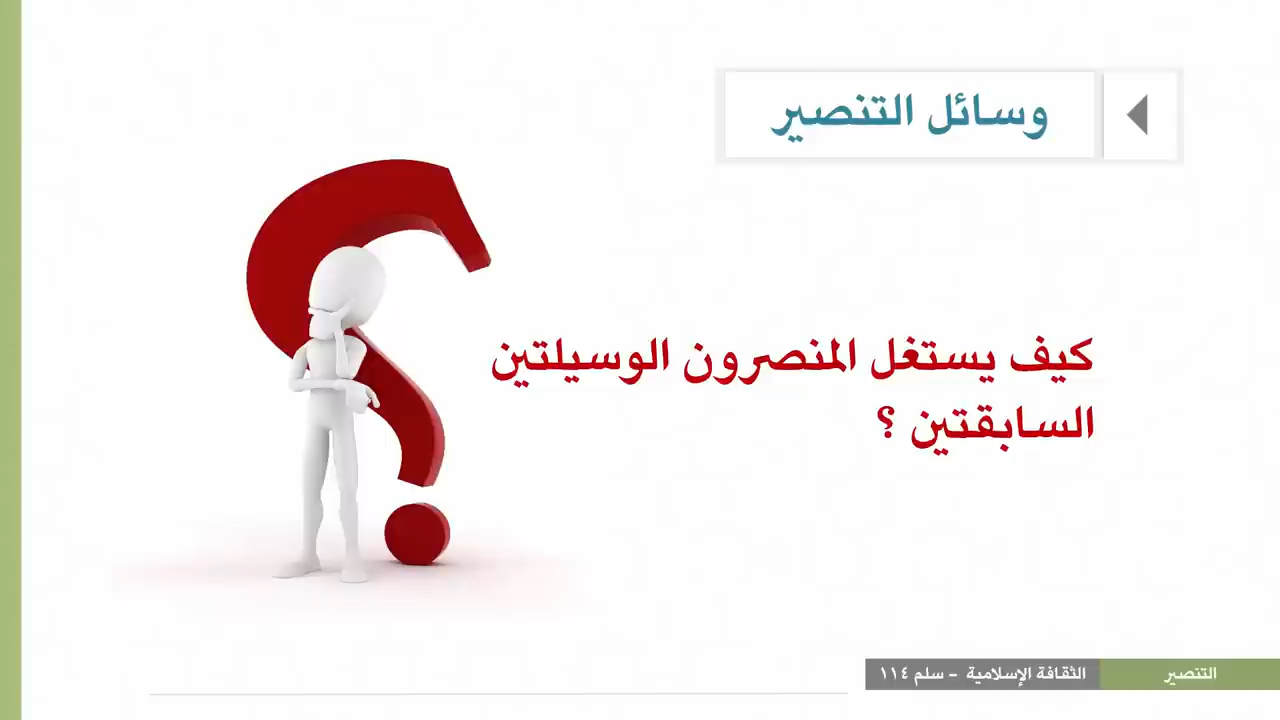 وسائل التنصير
كيف يستغل المنصرون الوسيلتين
السابقتين ؟
التنصير
الثقافة الإسلامية - سلم ١١٤